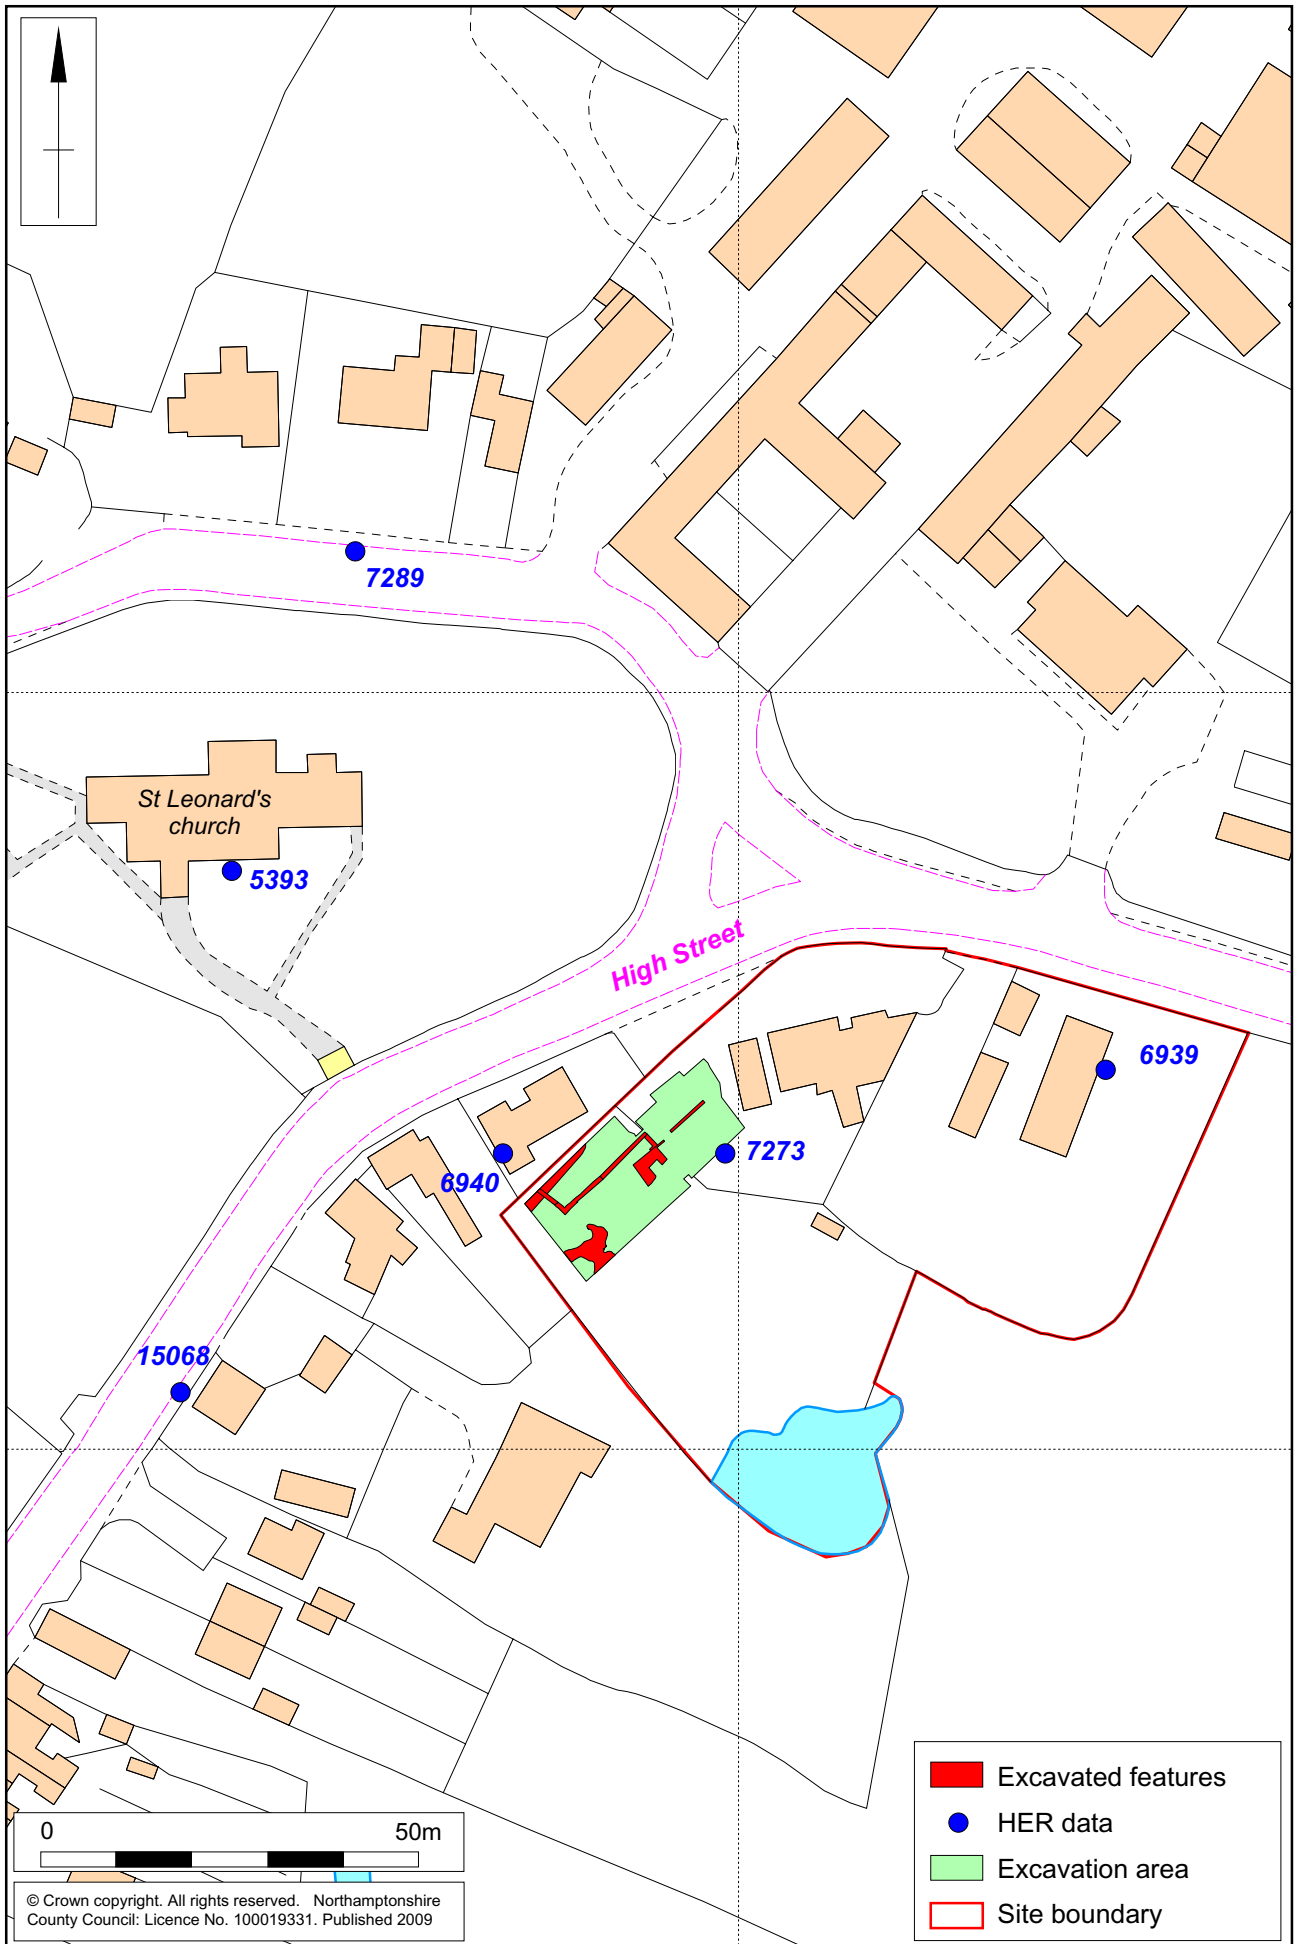 7289
St Leonard's
church
5393
High Street
6939
7273
6940
15068
Excavated features
HER data
Excavation area
Site boundary
0 50m
© Crown copyright. All rights reserved. Northamptonshire
County Council: Licence No. 100019331. Published 2009